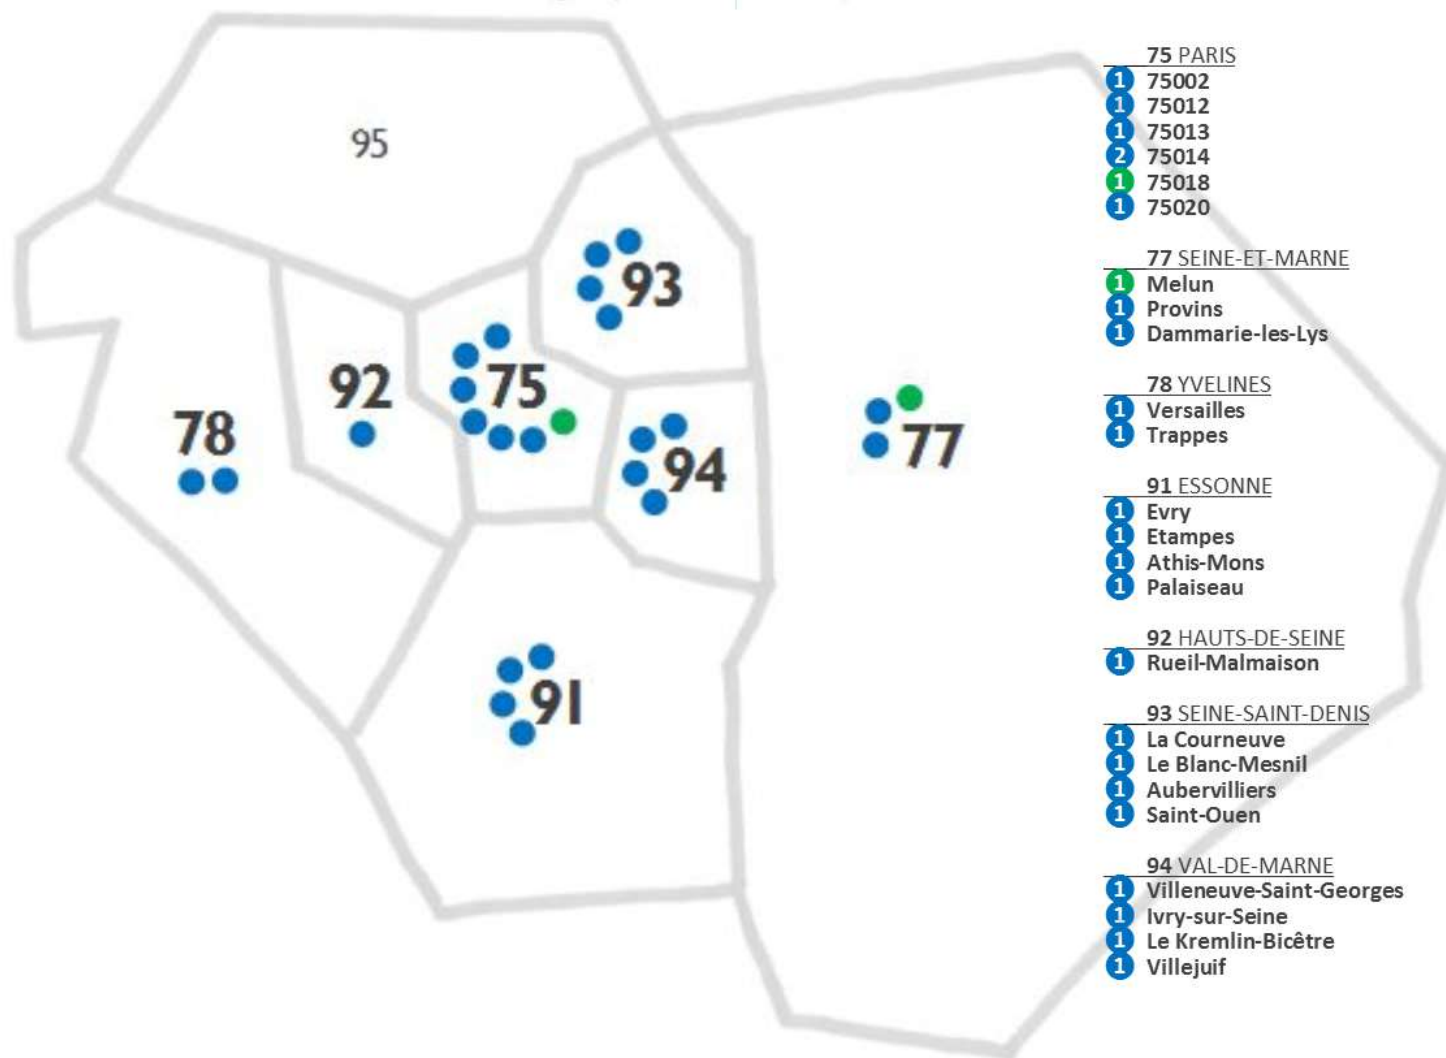 95
93
92
75
78
94
77
91
75 PARIS
1 75002
1 75012
1 75013
2 75014
1 75018
1 75020
77 SEINE-ET-MARNE
1 Melun
1 Provins
1 Dammarie-les-Lys
78 YVELINES
1 Versailles
1 Trappes
91 ESSONNE
1 Evry
1 Etampes
1 Athis-Mons
1 Palaiseau
92 HAUTS-DE-SEINE
1 Rueil-Malmaison
93 SEINE-SAINT-DENIS
1 La Courneuve
1 Le Blanc-Mesnil
1 Aubervilliers
1 Saint-Ouen
94 VAL-DE-MARNE
1 Villeneuve-Saint-Georges
1 Ivry-sur-Seine
1 Le Kremlin-Bicêtre
1 Villejuif